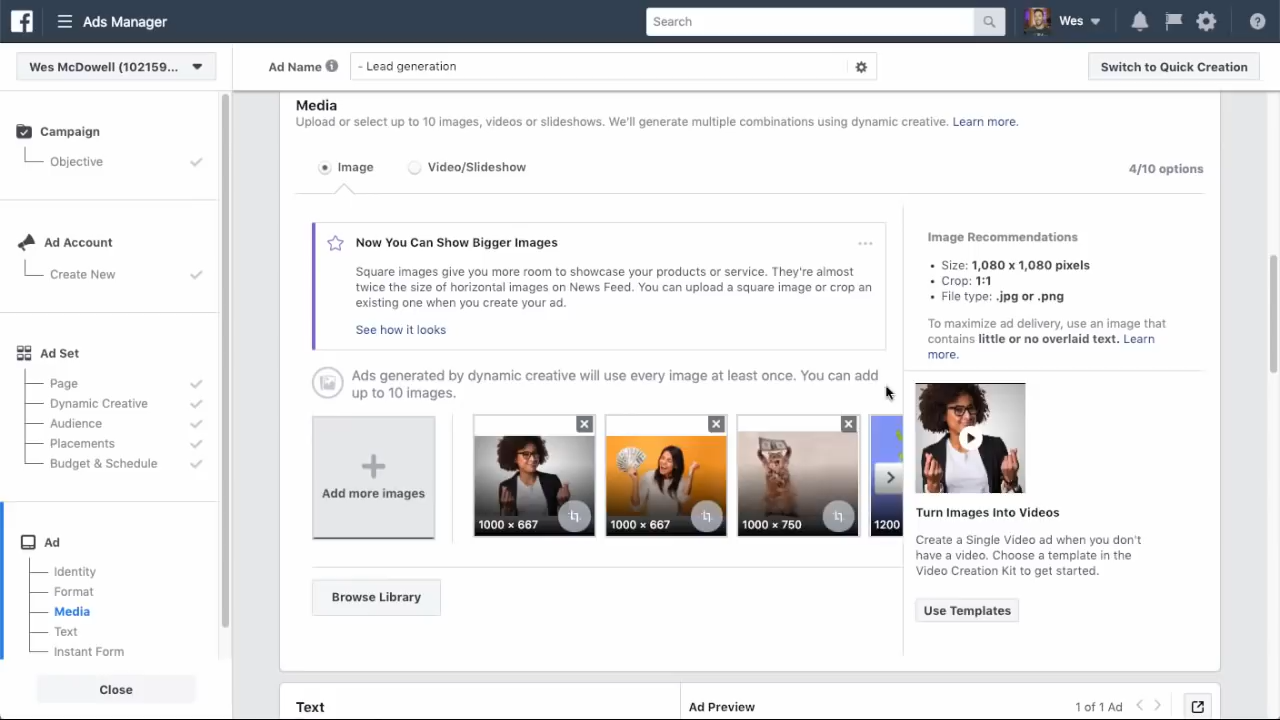 Ads Manager
Search
Wes
Wes McDowell (102159...
Ad Name
- Lead generation
Switch to Quick Creation
Campaign
Objective
Ad Account
Create New
Ad Set
Page
Dynamic Creative
Audience
Placements
Budget & Schedule
Ad
Identity
Format
Media
Text
Instant Form
Close
Media
Upload or select up to 10 images, videos or slideshows. We'll generate multiple combinations using dynamic creative. Learn more.
Image
Video/Slideshow
4/10 options
Now You Can Show Bigger Images
Square images give you more room to showcase your products or service. They're almost
twice the size of horizontal images on News Feed. You can upload a square image or crop an
existing one when you create your ad.
See how it looks
Ads generated by dynamic creative will use every image at least once. You can add
up to 10 images.
Add more images
1000 × 667
1000 × 667
1000 × 750
1200
Browse Library
Image Recommendations
• Size: 1,080 x 1,080 pixels
• Crop: 1:1
• File type: .jpg or .png
To maximize ad delivery, use an image that
contains little or no overlaid text. Learn
more.
Turn Images Into Videos
Create a Single Video ad when you don't
have a video. Choose a template in the
Video Creation Kit to get started.
Use Templates
Text
Ad Preview
1 of 1 Ad